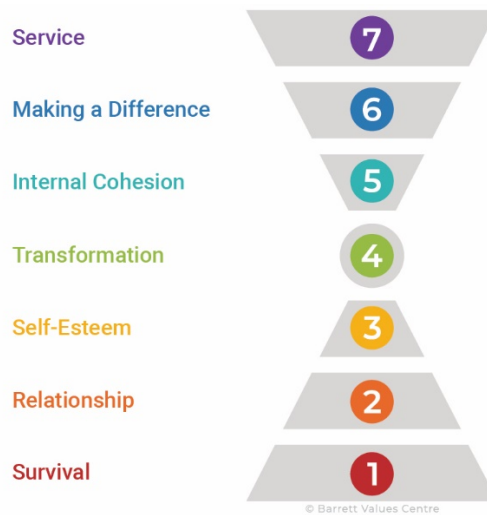 Service 7
Making a Difference 6
Internal Cohesion 5
Transformation 4
Self-Esteem 3
Relationship 2
Survival 1
© Barrett Values Centre